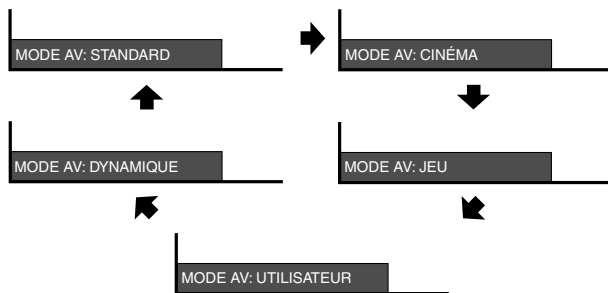 MODE AV: STANDARD
MODE AV: CINÉMA
MODE AV: DYNAMIQUE
MODE AV: JEU
MODE AV: UTILISATEUR